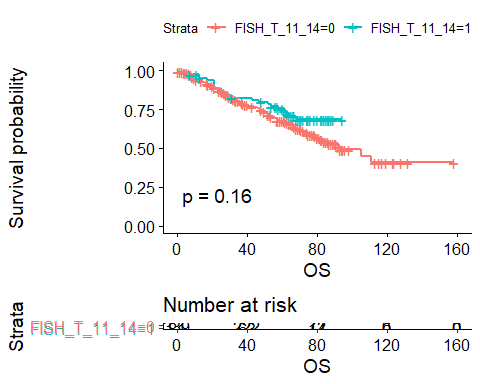 Strata FISH_T_11_14=0 FISH_T_11_14=1
Survival probability
1.00
0.75
0.50
0.25
0.00
p = 0.16
0 40 80 120 160
OS
Number at risk
Strata
0 40 80 120 160
OS